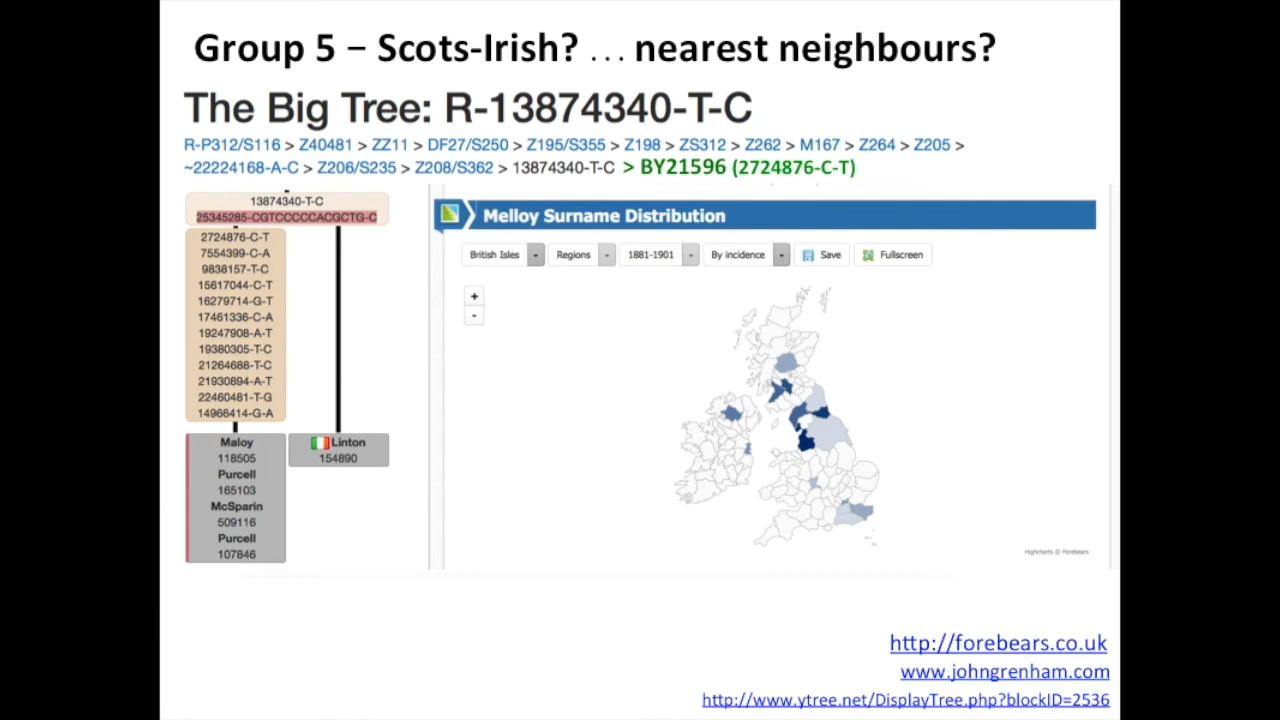 Group 5 – Scots-Irish? ... nearest neighbours?
The Big Tree: R-13874340-T-C
R-P312/S116 > Z40481 > ZZ11 > DF27/S250 > Z195/S355 > Z198 > ZS312 > Z262 > M167 > Z264 > Z205 >
~22224168-A-C > Z206/S235 > Z208/S362 > 13874340-T-C > BY21596 (2724876-C-T)
13874340-T-C
25345285-CGTCCCCCACGCTG-C
2724876-C-T
7554399-C-A
9838157-T-C
15617044-C-T
16279714-G-T
17461336-C-A
19247908-A-T
19380305-T-C
21264688-T-C
21930894-A-T
22460481-T-G
14966414-G-A
Maloy
118505
Purcell
165103
McSparin
509116
Purcell
107846
Linton
154890
Melloy Surname Distribution
British Isles Regions 1881-1901 By incidence Save Fullscreen
+
-
Highcharts © Forebears
http://forebears.co.uk
www.johngrenham.com
http://www.ytree.net/DisplayTree.php?blockID=2536